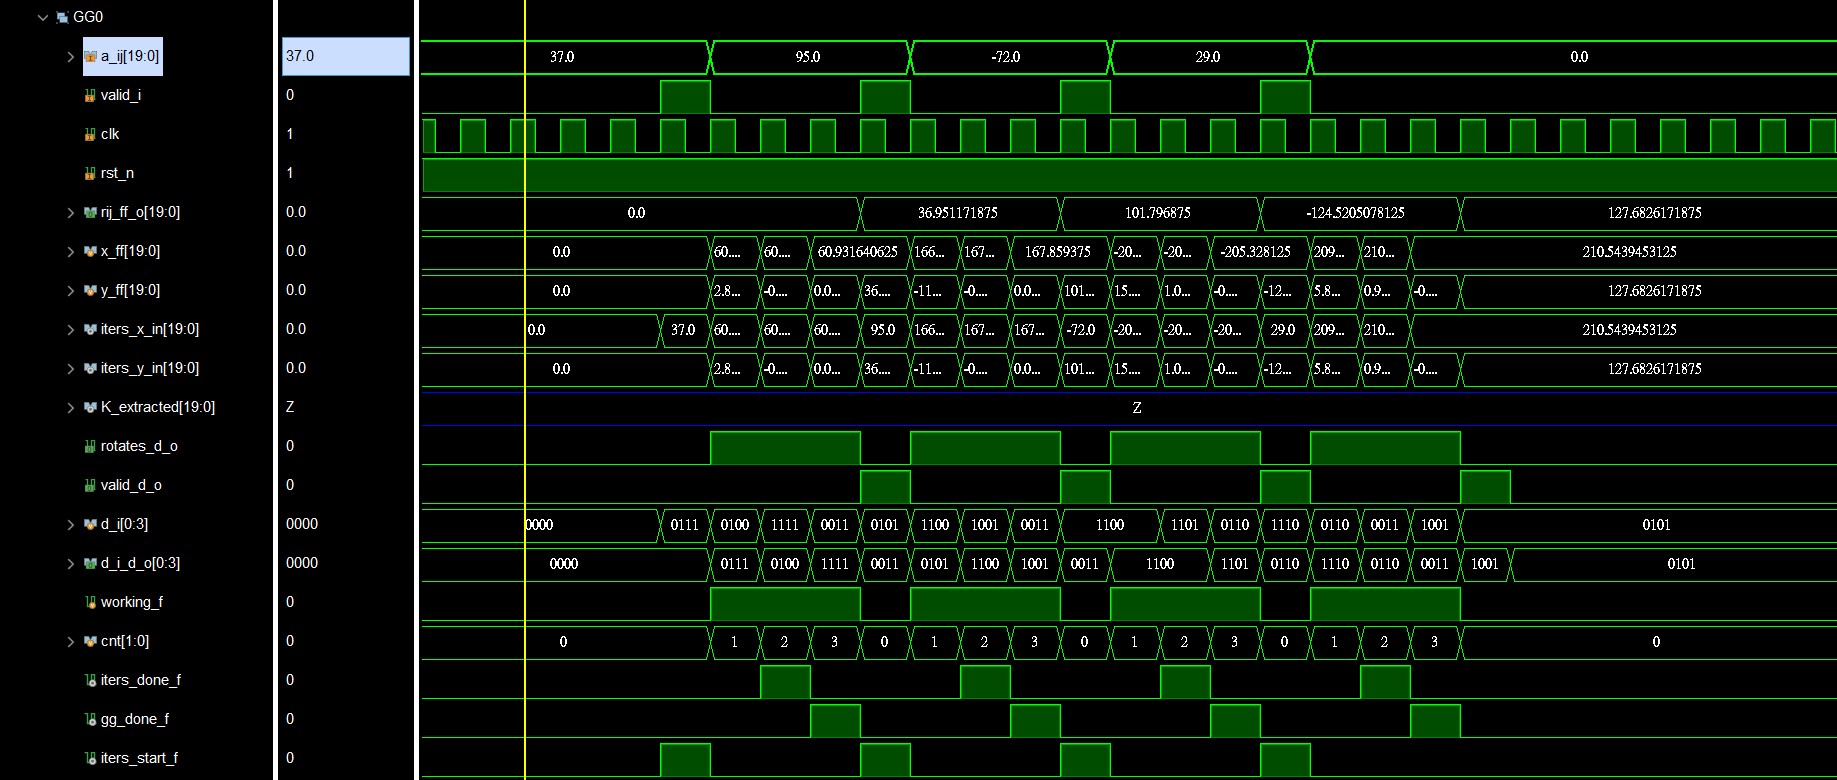 GG0
a_ij[19:0] 37.0 37.0 95.0 -72.0 29.0 0.0
valid_i 0
clk 1
rst_n 1
rij_ff_o[19:0] 0.0 0.0 36.951171875 101.796875 -124.5205078125 127.6826171875
x_ff[19:0] 0.0 0.0 60.... 60.... 60.931640625 166... 167... 167.859375 -20... -20... -205.328125 209... 210... 210.5439453125
y_ff[19:0] 0.0 0.0 2.8... -0.... 0.0... 36.... -11... -0.... 0.0... 101... 15.... 1.0... -0.... -12... 5.8... 0.9... -0.... 127.6826171875
iters_x_in[19:0] 0.0 0.0 37.0 60.... 60.... 60.... 95.0 166... 167... 167... -72.0 -20... -20... -20... 29.0 209... 210... 210.5439453125
iters_y_in[19:0] 0.0 0.0 2.8... -0.... 0.0... 36.... -11... -0.... 0.0... 101... 15.... 1.0... -0.... -12... 5.8... 0.9... -0.... 127.6826171875
K_extracted[19:0] Z Z
rotates_d_o 0
valid_d_o 0
d_i[0:3] 0000 0000 0111 0100 1111 0011 0101 1100 1001 0011 1100 1101 0110 1110 0110 0011 1001 0101
d_i_d_o[0:3] 0000 0000 0111 0100 1111 0011 0101 1100 1001 0011 1100 1101 0110 1110 0110 0011 1001 0101
working_f 0
cnt[1:0] 0 0 1 2 3 0 1 2 3 0 1 2 3 0 1 2 3 0
iters_done_f 0
gg_done_f 0
iters_start_f 0